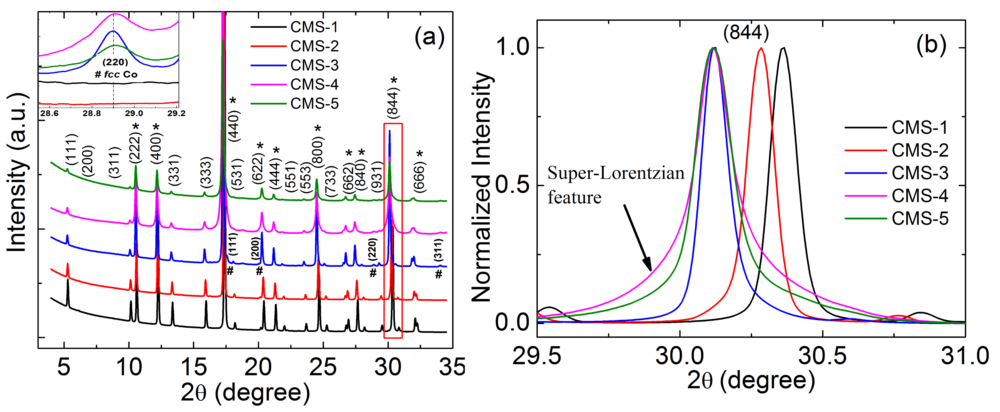 (a)
CMS-1
CMS-2
CMS-3
CMS-4
CMS-5
(220)
# fcc Co
28.6 28.8 29.0 29.2
Intensity (a.u.)
(111)
(200)
(311)
(222) *
(400) *
(331)
(333)
(440) *
(531)
(622) *
(444) *
(551)
(553)
(800) *
(733)
(662) *
(840) *
(931)
(844) *
(666) *
(111)
#
(200)
#
(220)
#
(311)
#
5 10 15 20 25 30 35
2θ (degree)
(b)
(844)
Normalized Intensity
1.0
0.5
0.0
Super-Lorentzian
feature
CMS-1
CMS-2
CMS-3
CMS-4
CMS-5
29.5 30.0 30.5 31.0
2θ (degree)